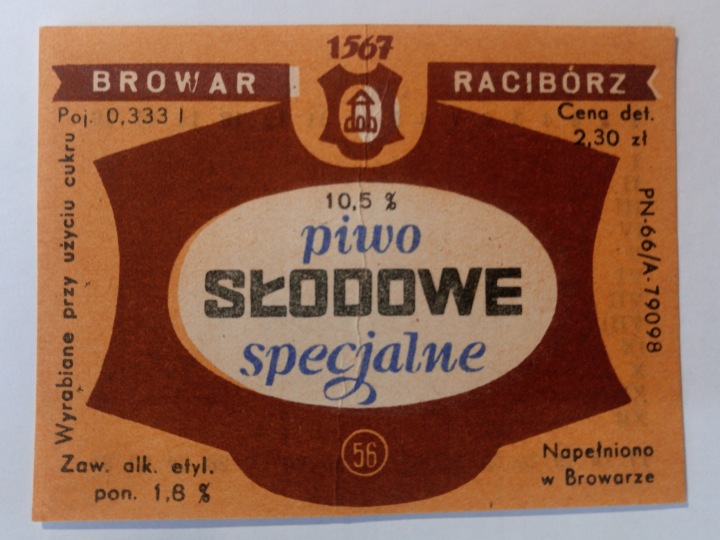 1567
BROWAR RACIBÓRZ
Poj. 0,333 l
Cena det.
2,30 zł
Wyrabiane przy użyciu cukru
PN-66/A-79098
10,5 %
piwo
SŁODOWE
specjalne
56
Zaw. alk. etyl.
pon. 1,8 %
Napełniono
w Browarze